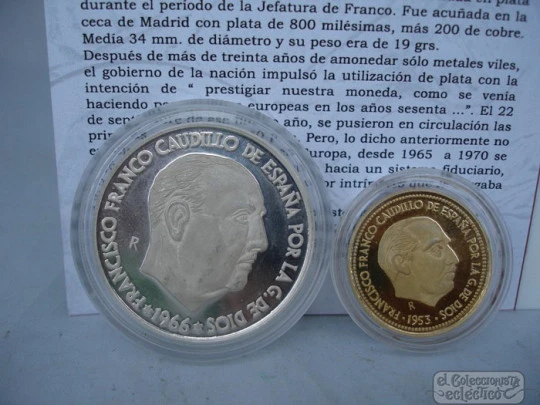 durante el periodo de la Jefatura de Franco. Fue acuñada en la
ceca de Madrid con plata de 800 milésimas, más 200 de cobre.
Media 34 mm. de diámetro y su peso era de 19 grs.
Después de más de treinta años de amonedar sólo metales viles,
el gobierno de la nación impulsó la utilización de plata con la
intención de “ prestigiar nuestra moneda, como se venía
haciendo europeas en los años sesenta ...”. El 22
de año, se pusieron en circulación las
Pero, lo dicho anteriormente no
Europa, desde 1965 a 1970 se
hacia un sistema fiduciario,
por
FRANCISCO FRANCO CAUDILLO DE ESPAÑA POR LA G. DE DIOS
R
*1966*
FRANCISCO FRANCO CAUDILLO DE ESPAÑA POR LA G. DE DIOS
R
· 1953 ·
el Coleccionista
ecléctico